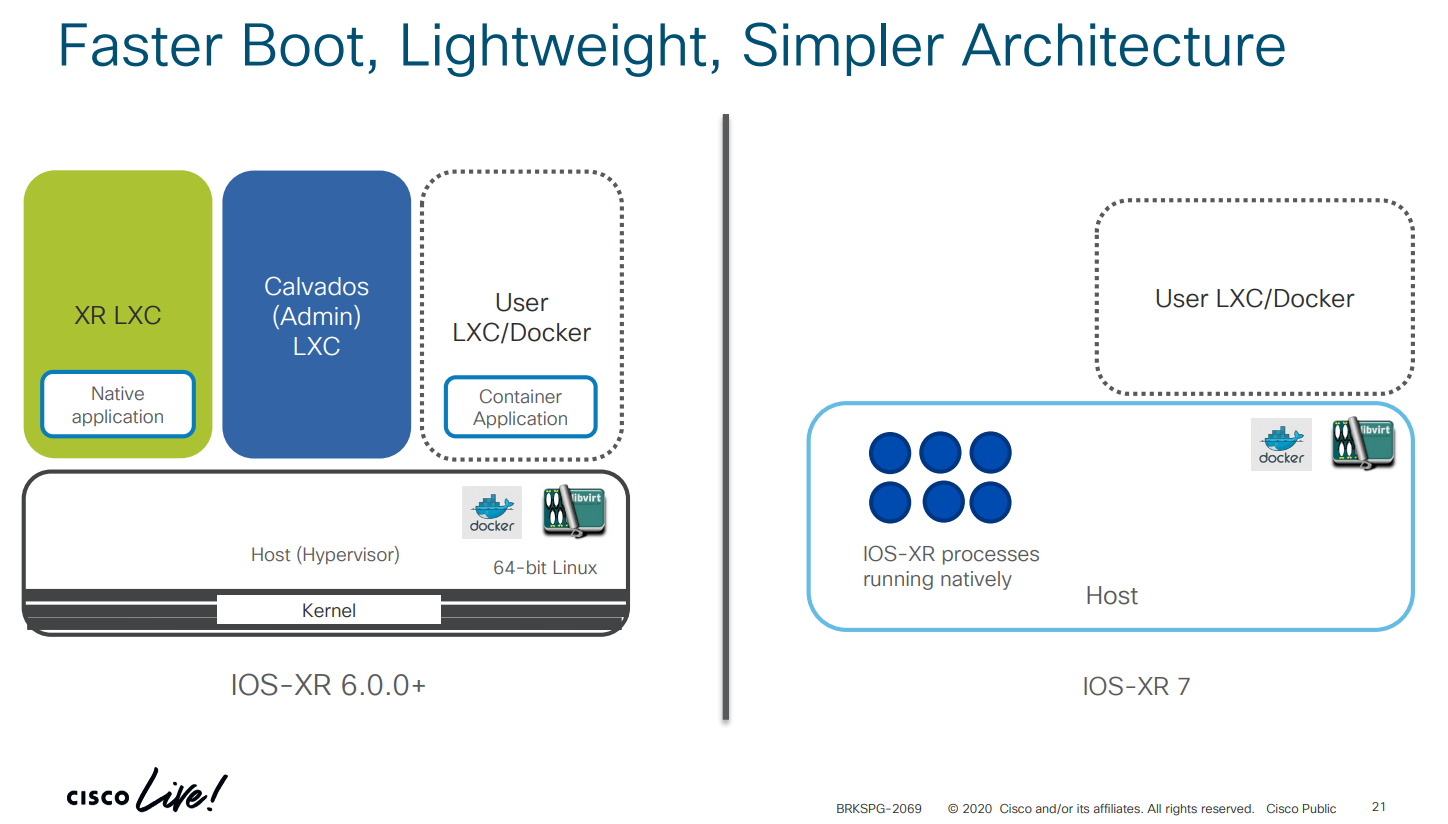 Faster Boot, Lightweight, Simpler Architecture
XR LXC
Native
application
Calvados
(Admin)
LXC
User
LXC/Docker
Container
Application
docker
libvirt
Host (Hypervisor)
64-bit Linux
Kernel
IOS-XR 6.0.0+
User LXC/Docker
docker
libvirt
IOS-XR processes
running natively
Host
IOS-XR 7
CISCO Live!
BRKSPG-2069 © 2020 Cisco and/or its affiliates. All rights reserved. Cisco Public 21